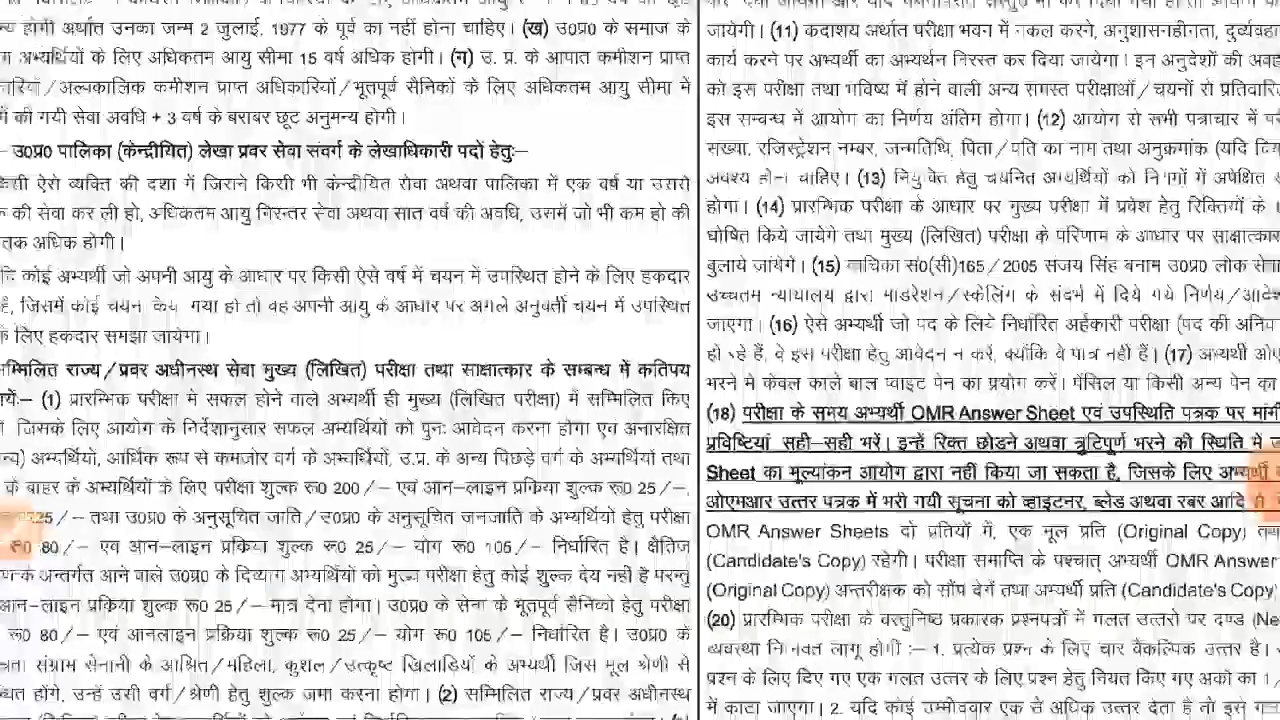 न्य होगी अर्थात उनका जन्म 2 जुलाई, 1977 के पूर्व का नहीं होना चाहिए। (ख) उ०प्र० के समाज के
अभ्यर्थियों के लिए अधिकतम आयु सीमा 15 वर्ष अधिक होगी। (ग) उ. प्र. के आपात कमीशन प्राप्त
/अल्पकालिक कमीशन प्राप्त अधिकारियों/भूतपूर्व सैनिकों के लिए अधिकतम आयु सीमा में
की गयी सेवा अवधि + 3 वर्ष के बराबर छूट अनुमन्य होगी।
– उ०प्र० पालिका (केन्द्रीयित) लेखा प्रवर सेवा संवर्ग के लेखाधिकारी पदों हेतुः–
ऐसे व्यक्ति की दशा में जिसने किसी भी केन्द्रीयित सेवा अथवा पालिका में एक वर्ष या उससे
की सेवा कर ली हो, अधिकतम आयु निरन्तर सेवा अथवा सात वर्ष की अवधि, उसमें जो भी कम हो की
तक अधिक होगी।
कोई अभ्यर्थी जो अपनी आयु के आधार पर किसी ऐसे वर्ष में चयन में उपस्थित होने के लिए हकदार
है, जिसमें कोई चयन गया हो तो वह अपनी आयु के आधार पर अगले अनुवर्ती चयन में उपस्थित
के लिए हकदार समझा जायेगा।
म्मिलित राज्य/प्रवर अधीनस्थ सेवा मुख्य (लिखित) परीक्षा तथा साक्षात्कार के सम्बन्ध में कतिपय
(1) प्रारम्भिक परीक्षा में सफल होने वाले अभ्यर्थी ही मुख्य (लिखित परीक्षा) में सम्मिलित किए
जिसके लिए आयोग के निर्देशानुसार सफल अभ्यर्थियों को पुनः आवेदन करना होगा एवं अनारक्षित
न्य) अभ्यर्थियों, आर्थिक रूप से कमजोर वर्ग के अभ्यर्थियों, उ.प्र. के अन्य पिछड़े वर्ग के अभ्यर्थियों तथा
के बाहर के अभ्यर्थियों के लिए परीक्षा शुल्क रू0 200/– एवं आन–लाइन प्रक्रिया शुल्क रू0 25/–,
25/– तथा उ0प्र0 के अनुसूचित जाति/उ0प्र0 के अनुसूचित जनजाति के अभ्यर्थियों हेतु परीक्षा
रू0 80/– एवं आन–लाइन प्रक्रिया शुल्क रू0 25/– योग रू0 105/– निर्धारित है। क्षैतिज
के अन्तर्गत आने वाले उ0प्र0 के दिव्यांग अभ्यर्थियों को मुख्य परीक्षा हेतु कोई शुल्क देय नहीं है परन्तु
आन–लाइन प्रक्रिया शुल्क रू0 25/– मात्र देना होगा। उ0प्र0 के सेना के भूतपूर्व सैनिकों हेतु परीक्षा
रू0 80/– एवं आनलाइन प्रक्रिया शुल्क रू0 25/– योग रू0 105/– निर्धारित है। उ0प्र0 के
संग्राम सेनानी के आश्रित/महिला, कुशल/उत्कृष्ट खिलाडियों के अभ्यर्थी जिस मूल श्रेणी से
होंगे, उन्हें उसी वर्ग/श्रेणी हेतु शुल्क जमा करना होगा। (2) सम्मिलित राज्य/प्रवर अधीनस्थ
जायेगी। (11) कदाशय अर्थात परीक्षा भवन में नकल करने, अनुशासनहीनता,
कार्य करने पर अभ्यर्थी का अभ्यर्थन निरस्त कर दिया जायेगा। इन अनुदेशों की
को इस परीक्षा तथा भविष्य में होने वाली अन्य समस्त परीक्षाओं/चयनों से
इस सम्बन्ध में आयोग का निर्णय अंतिम होगा। (12) आयोग से सभी पत्राचार में
संख्या, रजिस्ट्रेशन नम्बर, जन्मतिथि, पिता/पति का नाम तथा अनुक्रमांक (यदि
अवश्य होना चाहिए। (13) नियुक्ति हेतु चयनित अभ्यर्थियों को नियमों में अपेक्षित
होगा। (14) प्रारम्भिक परीक्षा के आधार पर मुख्य परीक्षा में प्रवेश हेतु रिक्तियों के
घोषित किये जायेंगे तथा मुख्य (लिखित) परीक्षा के परिणाम के आधार पर साक्षात्कार
बुलाये जायेंगे। (15) याचिका सं0(सी)165/2005 संजय सिंह बनाम उ0प्र0 लोक सेवा
उच्चतम न्यायालय द्वारा माडरेशन/स्केलिंग के संदर्भ में दिये गये निर्णय/
जाएगा। (16) ऐसे अभ्यर्थी जो पद के लिये निर्धारित अर्हकारी परीक्षा (पद की
हो रहे हैं, वे इस परीक्षा हेतु आवेदन न करें, क्योंकि वे पात्र नहीं हैं। (17) अभ्यर्थी
भरने में केवल काले बाल प्वाइंट पेन का प्रयोग करें। पेंसिल या किसी अन्य पेन का
(18) परीक्षा के समय अभ्यर्थी OMR Answer Sheet एवं उपस्थिति पत्रक पर
प्रविष्टियां सही–सही भरें। इन्हें रिक्त छोडने अथवा त्रुटिपूर्ण भरने की स्थिति में
Sheet का मूल्यांकन आयोग द्वारा नहीं किया जा सकता है, जिसके लिए अभ्यर्थी
ओएमआर उत्तर पत्रक में भरी गयी सूचना को व्हाइटनर, ब्लेड अथवा रबर आदि से
OMR Answer Sheets दो प्रतियों में, एक मूल प्रति (Original Copy)
(Candidate's Copy) रहेगी। परीक्षा समाप्ति के पश्चात् अभ्यर्थी OMR Answer
(Original Copy) अन्तरीक्षक को सौंप देगें तथा अभ्यर्थी प्रति (Candidate's Copy
(20) प्रारम्भिक परीक्षा के वस्तुनिष्ठ प्रकारक प्रश्नपत्रों में गलत उत्तरों पर दण्ड
व्यवस्था निम्नवत लागू होगी :– 1. प्रत्येक प्रश्न के लिए चार वैकल्पिक उत्तर है।
प्रश्न के लिए दिए गए एक गलत उत्तर के लिए प्रश्न हेतु नियत किए गए अंकों का 1/
में काटा जाएगा। 2. यदि कोई उम्मीदवार एक से अधिक उत्तर देता है तो इसे